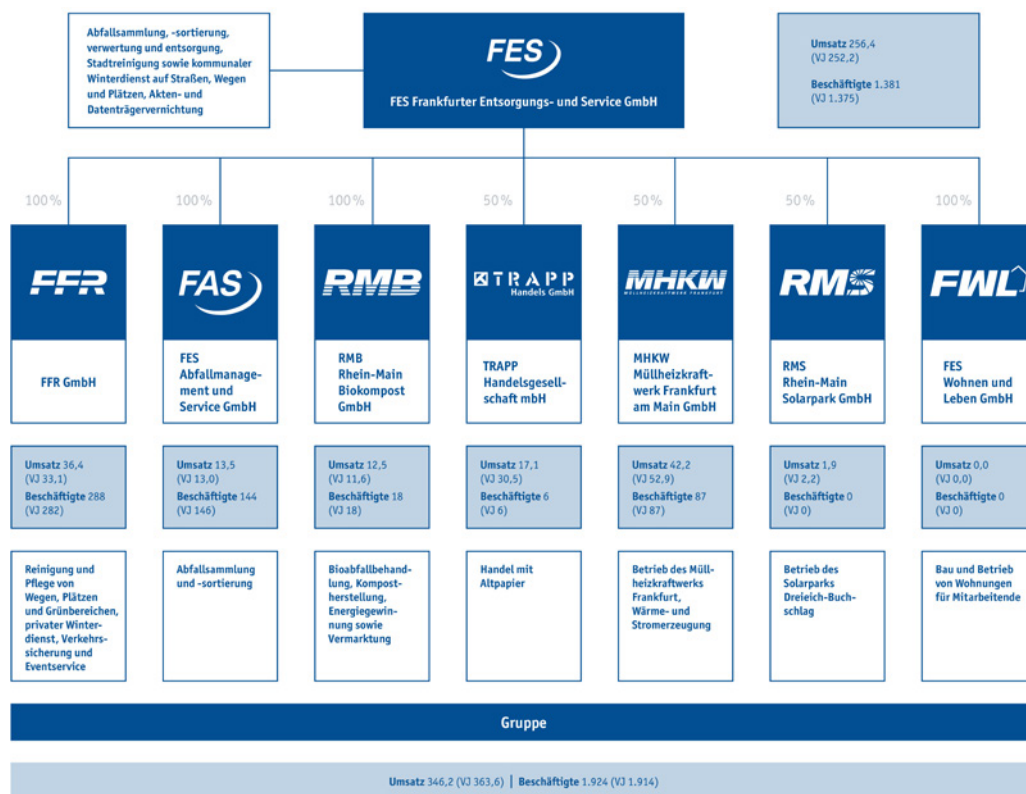 Abfallsammlung, -sortierung,
verwertung und entsorgung,
Stadtreinigung sowie kommunaler
Winterdienst auf Straßen, Wegen
und Plätzen, Akten- und
Datenträgervernichtung
FES
FES Frankfurter Entsorgungs- und Service GmbH
Umsatz 256,4
(VJ 252,2)
Beschäftigte 1.381
(VJ 1.375)
100 %
100 %
100 %
50 %
50 %
50 %
100 %
FFR
FAS
RMB
TRAPP
Handels GmbH
MHKW
MÜLLHEIZKRAFTWERK FRANKFURT
RMS
FWL
FFR GmbH
FES
Abfallmanage-
ment und
Service GmbH
RMB
Rhein-Main
Biokompost
GmbH
TRAPP
Handelsgesell-
schaft mbH
MHKW
Müllheizkraft-
werk Frankfurt
am Main GmbH
RMS
Rhein-Main
Solarpark GmbH
FES
Wohnen und
Leben GmbH
Umsatz 36,4
(VJ 33,1)
Beschäftigte 288
(VJ 282)
Umsatz 13,5
(VJ 13,0)
Beschäftigte 144
(VJ 146)
Umsatz 12,5
(VJ 11,6)
Beschäftigte 18
(VJ 18)
Umsatz 17,1
(VJ 30,5)
Beschäftigte 6
(VJ 6)
Umsatz 42,2
(VJ 52,9)
Beschäftigte 87
(VJ 87)
Umsatz 1,9
(VJ 2,2)
Beschäftigte 0
(VJ 0)
Umsatz 0,0
(VJ 0,0)
Beschäftigte 0
(VJ 0)
Reinigung und
Pflege von
Wegen, Plätzen
und Grünbereichen,
privater Winter-
dienst, Verkehrs-
sicherung und
Eventservice
Abfallsammlung
und -sortierung
Bioabfallbehand-
lung, Kompost-
herstellung,
Energiegewin-
nung sowie
Vermarktung
Handel mit
Altpapier
Betrieb des Müll-
heizkraftwerks
Frankfurt,
Wärme- und
Stromerzeugung
Betrieb des
Solarparks
Dreieich-Buch-
schlag
Bau und Betrieb
von Wohnungen
für Mitarbeitende
Gruppe
Umsatz 346,2 (VJ 363,6) | Beschäftigte 1.924 (VJ 1.914)